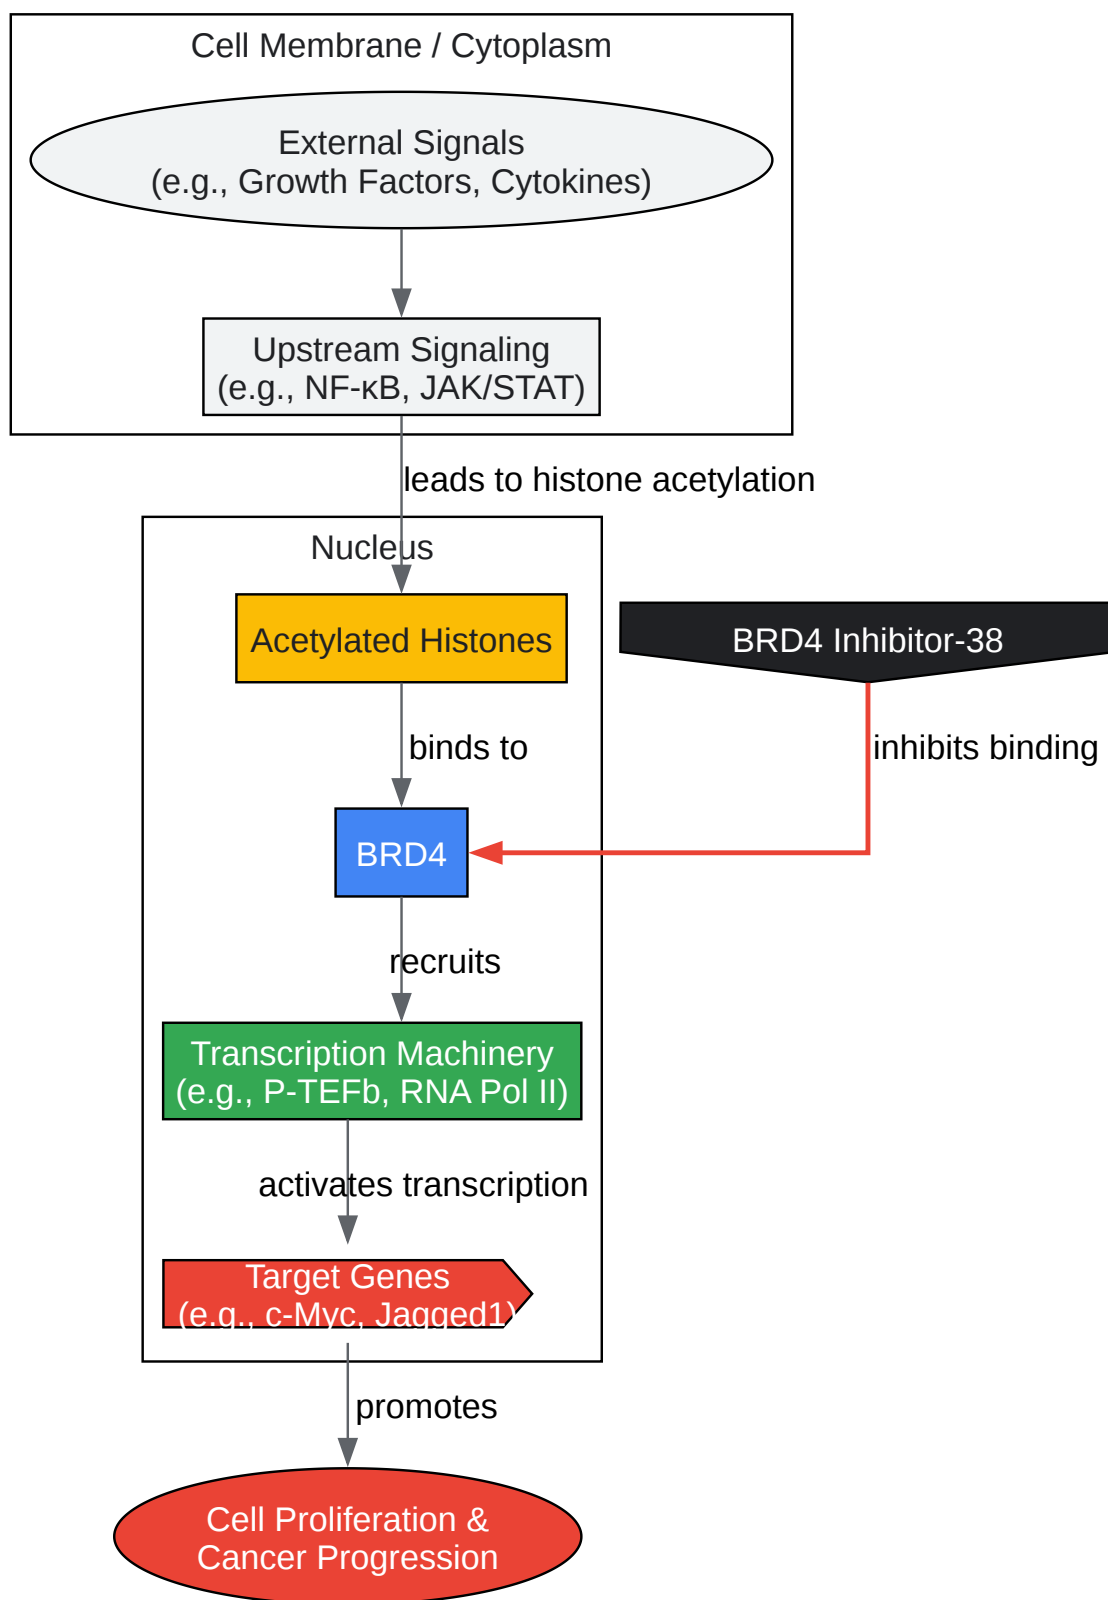 Cell Membrane / Cytoplasm
External Signals
(e.g., Growth Factors, Cytokines)
Upstream Signaling
(e.g., NF-κB, JAK/STAT)
leads to histone acetylation
Nucleus
Acetylated Histones
BRD4 Inhibitor-38
binds to
inhibits binding
BRD4
recruits
Transcription Machinery
(e.g., P-TEFb, RNA Pol II)
activates transcription
Target Genes
(e.g., c-Myc, Jagged1)
promotes
Cell Proliferation &
Cancer Progression